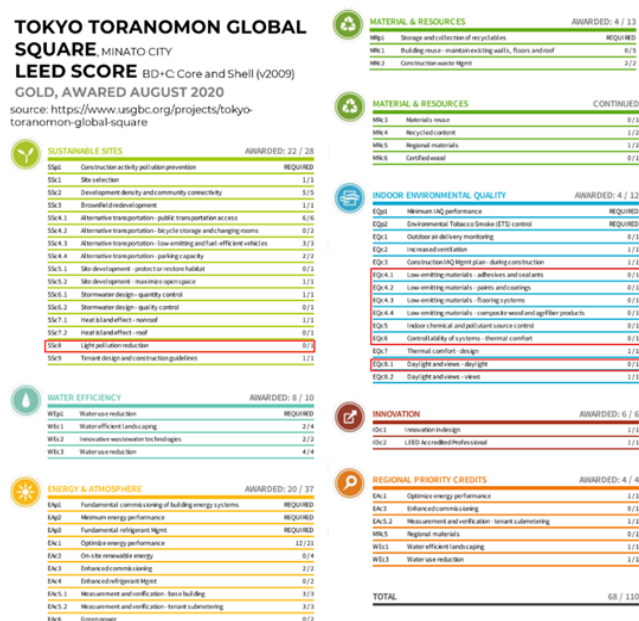 TOKYO TORANOMON GLOBAL
SQUARE, MINATO CITY
LEED SCORE BD+C: Core and Shell (v2009)
GOLD, AWARED AUGUST 2020
source: https://www.usgbc.org/projects/tokyo-
toranomon-global-square
SUSTAINABLE SITES AWARDED: 22 / 28
SSp1 Construction activity pollution prevention REQUIRED
SSc1 Site selection 1/1
SSc2 Development density and community connectivity 5/5
SSc3 Brownfield redevelopment 1/1
SSc4.1 Alternative transportation - public transportation access 6/6
SSc4.2 Alternative transportation - bicycle storage and changing rooms 0/2
SSc4.3 Alternative transportation - low-emitting and fuel-efficient vehicles 3/3
SSc4.4 Alternative transportation - parking capacity 2/2
SSc5.1 Site development - protect or restore habitat 0/1
SSc5.2 Site development - maximize open space 1/1
SSc6.1 Stormwater design - quantity control 1/1
SSc6.2 Stormwater design - quality control 0/1
SSc7.1 Heat island effect - nonroof 1/1
SSc7.2 Heat island effect - roof 0/1
SSc8 Light pollution reduction 0/1
SSc9 Tenant design and construction guidelines 1/1
WATER EFFICIENCY AWARDED: 8 / 10
WEp1 Water use reduction REQUIRED
WEc1 Water efficient landscaping 2/4
WEc2 Innovative wastewater technologies 2/2
WEc3 Water use reduction 4/4
ENERGY & ATMOSPHERE AWARDED: 20 / 37
EAp1 Fundamental commissioning of building energy systems REQUIRED
EAp2 Minimum energy performance REQUIRED
EAp3 Fundamental refrigerant Mgmt REQUIRED
EAc1 Optimize energy performance 12/21
EAc2 On-site renewable energy 0/4
EAc3 Enhanced commissioning 2/2
EAc4 Enhanced refrigerant Mgmt 0/2
EAc5.1 Measurement and verification - base building 3/3
EAc5.2 Measurement and verification - tenant submetering 3/3
EAc6 Green power 0/2
MATERIAL & RESOURCES AWARDED: 4 / 13
MRp1 Storage and collection of recyclables REQUIRED
MRc1 Building reuse - maintain existing walls, floors and roof 0/5
MRc2 Construction waste Mgmt 2/2
MATERIAL & RESOURCES CONTINUED
MRc3 Materials reuse 0/1
MRc4 Recycled content 1/2
MRc5 Regional materials 1/2
MRc6 Certified wood 0/1
INDOOR ENVIRONMENTAL QUALITY AWARDED: 4 / 12
EQp1 Minimum IAQ performance REQUIRED
EQp2 Environmental Tobacco Smoke (ETS) control REQUIRED
EQc1 Outdoor air delivery monitoring 0/1
EQc2 Increased ventilation 1/1
EQc3 Construction IAQ Mgmt plan - during construction 1/1
EQc4.1 Low-emitting materials - adhesives and sealants 0/1
EQc4.2 Low-emitting materials - paints and coatings 0/1
EQc4.3 Low-emitting materials - flooring systems 0/1
EQc4.4 Low-emitting materials - composite wood and agrifiber products 0/1
EQc5 Indoor chemical and pollutant source control 0/1
EQc6 Controllability of systems - thermal comfort 0/1
EQc7 Thermal comfort - design 1/1
EQc8.1 Daylight and views - daylight 0/1
EQc8.2 Daylight and views - views 1/1
INNOVATION AWARDED: 6 / 6
IDc1 Innovation in design 1/1
IDc2 LEED Accredited Professional 1/1
REGIONAL PRIORITY CREDITS AWARDED: 4 / 4
EAc1 Optimize energy performance 1/1
EAc3 Enhanced commissioning 0/1
EAc5.2 Measurement and verification - tenant submetering 1/1
MRc5 Regional materials 0/1
WEc1 Water efficient landscaping 1/1
WEc3 Water use reduction 1/1
TOTAL 68 / 110